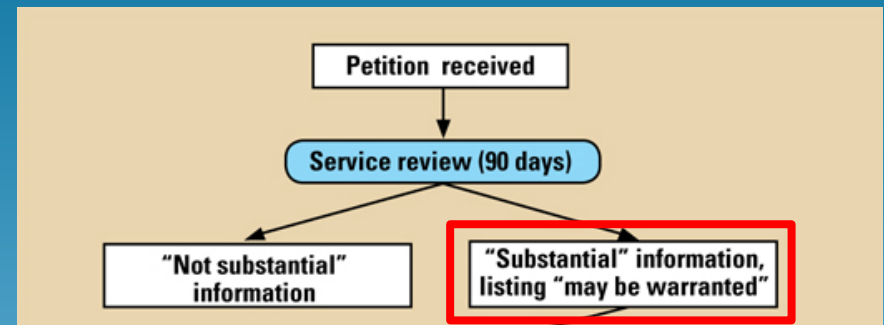 Petition received
Service review (90 days)
“Not substantial”
information
“Substantial” information,
listing “may be warranted”